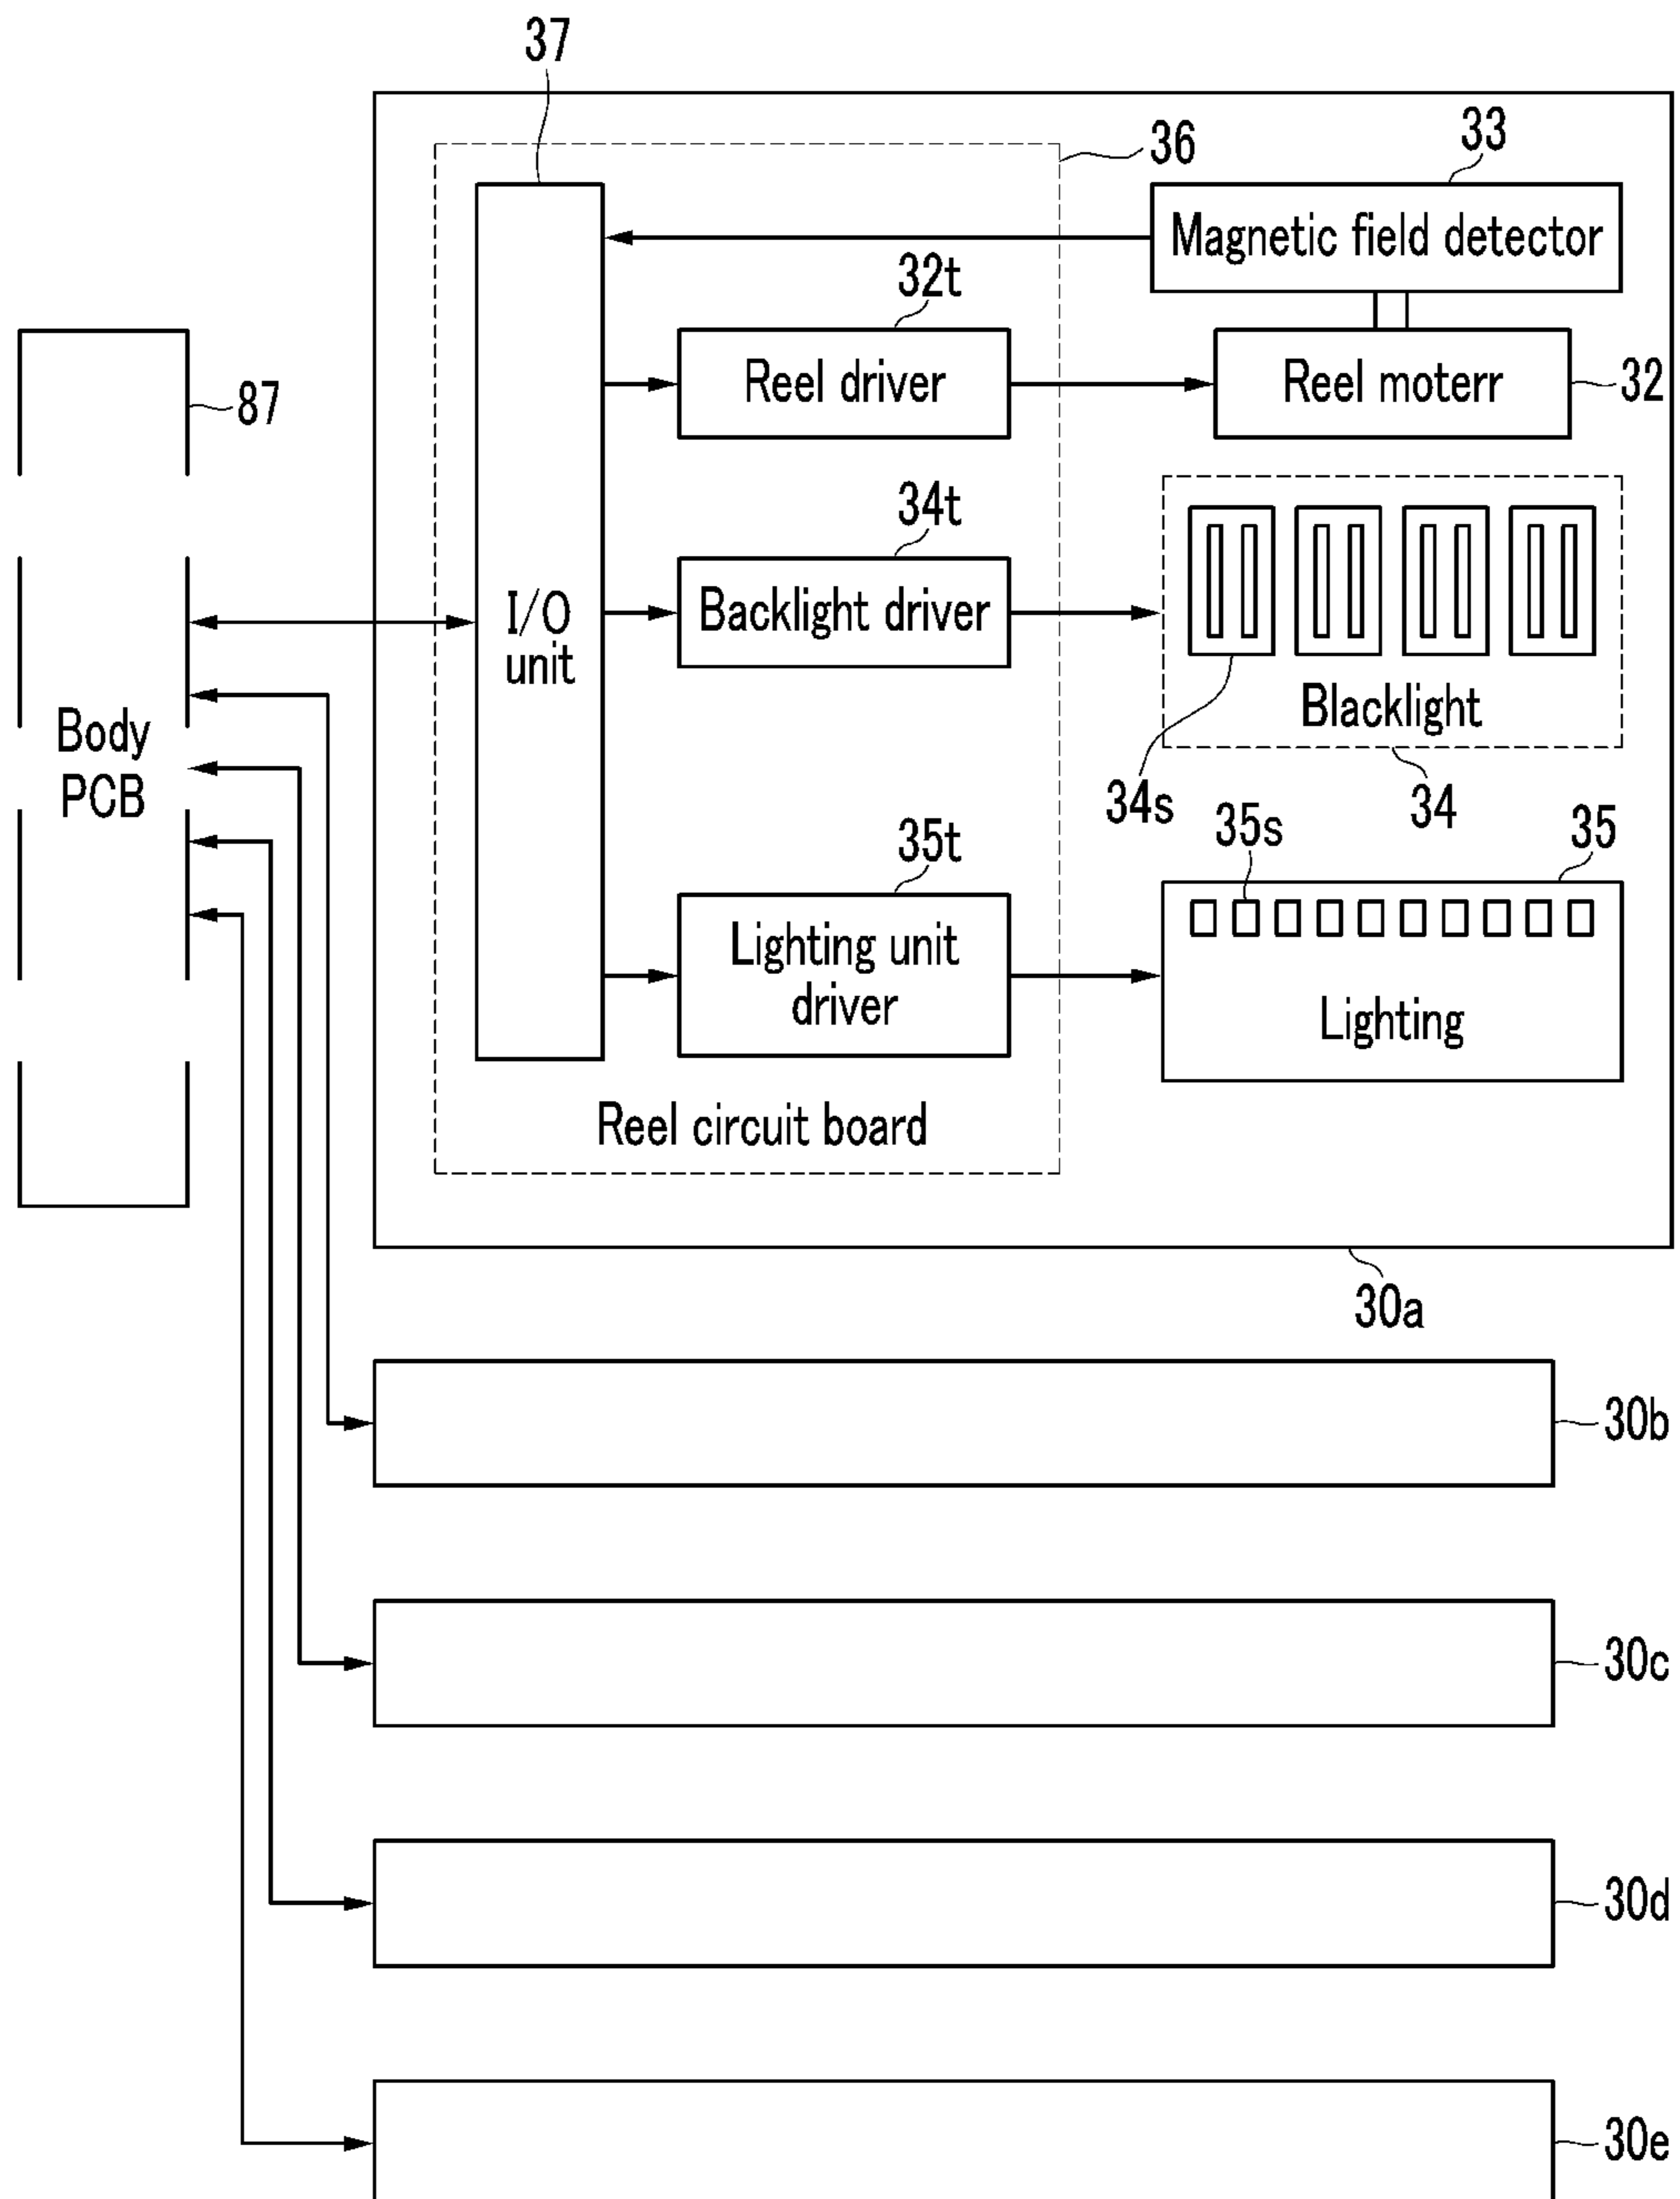 37
36
33
Magnetic field detector
32t
Reel driver
Reel moterr
32
87
34t
I/O
unit
Backlight driver
Blacklight
34s
34
Body
PCB
35s
35
35t
Lighting unit
driver
Lighting
Reel circuit board
30a
30b
30c
30d
30e